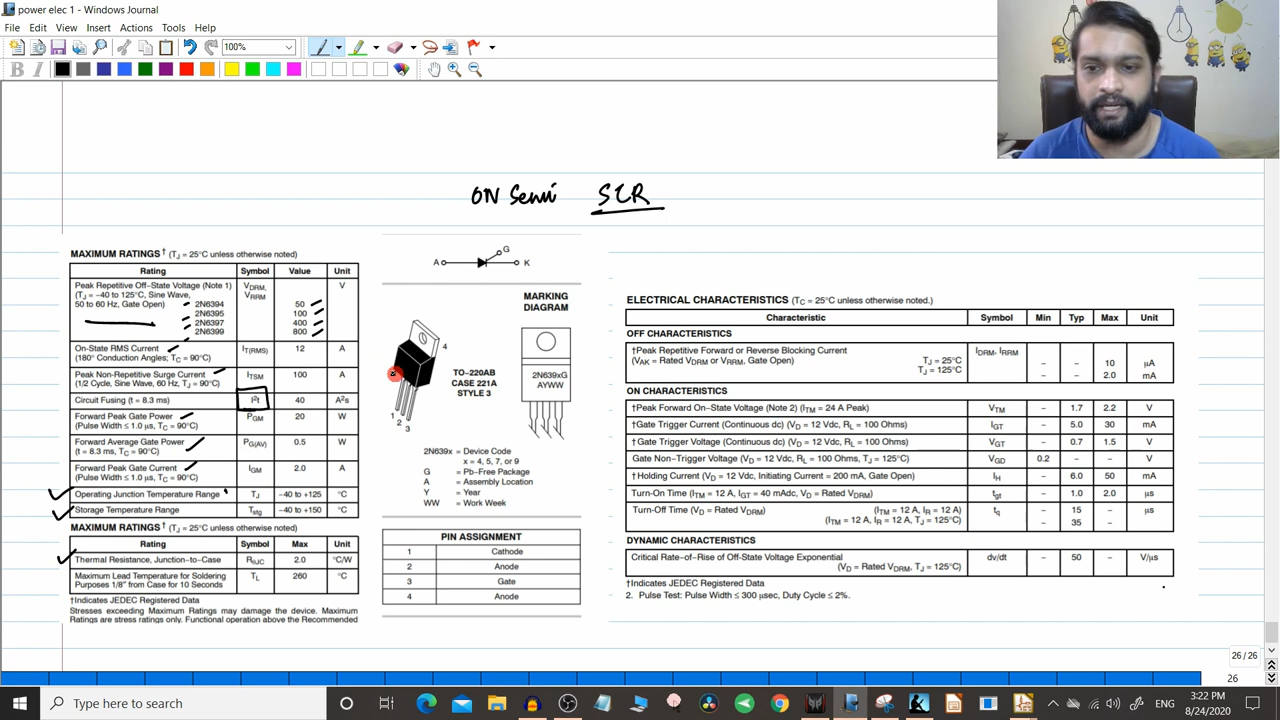 power elec 1 - Windows Journal
File Edit View Insert Actions Tools Help
100%
B I
ON Semi SCR
MAXIMUM RATINGS† (TJ = 25°C unless otherwise noted)
Rating Symbol Value Unit
Peak Repetitive Off-State Voltage (Note 1) VDRM, V
(TJ = −40 to 125°C, Sine Wave, VRRM
50 to 60 Hz, Gate Open)
2N6394 50
2N6395 100
2N6397 400
2N6399 800
On-State RMS Current IT(RMS) 12 A
(180° Conduction Angles; TC = 90°C)
Peak Non-Repetitive Surge Current ITSM 100 A
(1/2 Cycle, Sine Wave, 60 Hz, TJ = 90°C)
Circuit Fusing (t = 8.3 ms) I²t 40 A²s
Forward Peak Gate Power PGM 20 W
(Pulse Width ≤ 1.0 μs, TC = 90°C)
Forward Average Gate Power PG(AV) 0.5 W
(t = 8.3 ms, TC = 90°C)
Forward Peak Gate Current IGM 2.0 A
(Pulse Width ≤ 1.0 μs, TC = 90°C)
Operating Junction Temperature Range TJ −40 to +125 °C
Storage Temperature Range Tstg −40 to +150 °C
MAXIMUM RATINGS† (TJ = 25°C unless otherwise noted)
Rating Symbol Max Unit
Thermal Resistance, Junction−to−Case RθJC 2.0 °C/W
Maximum Lead Temperature for Soldering TL 260 °C
Purposes 1/8″ from Case for 10 Seconds
†Indicates JEDEC Registered Data
Stresses exceeding Maximum Ratings may damage the device. Maximum
Ratings are stress ratings only. Functional operation above the Recommended
G
A K
MARKING
DIAGRAM
4
1 2 3
TO−220AB
CASE 221A
STYLE 3
2N639xG
AYWW
2N639x = Device Code
x = 4, 5, 7, or 9
G = Pb−Free Package
A = Assembly Location
Y = Year
WW = Work Week
PIN ASSIGNMENT
1 Cathode
2 Anode
3 Gate
4 Anode
ELECTRICAL CHARACTERISTICS (TC = 25°C unless otherwise noted.)
Characteristic Symbol Min Typ Max Unit
OFF CHARACTERISTICS
†Peak Repetitive Forward or Reverse Blocking Current IDRM, IRRM
(VAK = Rated VDRM or VRRM, Gate Open) TJ = 25°C − − 10 μA
TJ = 125°C − − 2.0 mA
ON CHARACTERISTICS
†Peak Forward On−State Voltage (Note 2) (ITM = 24 A Peak) VTM − 1.7 2.2 V
†Gate Trigger Current (Continuous dc) (VD = 12 Vdc, RL = 100 Ohms) IGT − 5.0 30 mA
†Gate Trigger Voltage (Continuous dc) (VD = 12 Vdc, RL = 100 Ohms) VGT − 0.7 1.5 V
Gate Non−Trigger Voltage (VD = 12 Vdc, RL = 100 Ohms, TJ = 125°C) VGD 0.2 − − V
†Holding Current (VD = 12 Vdc, Initiating Current = 200 mA, Gate Open) IH − 6.0 50 mA
Turn-On Time (ITM = 12 A, IGT = 40 mAdc, VD = Rated VDRM) tgt − 1.0 2.0 μs
Turn-Off Time (VD = Rated VDRM) (ITM = 12 A, IR = 12 A) tq − 15 − μs
(ITM = 12 A, IR = 12 A, TJ = 125°C) − 35 −
DYNAMIC CHARACTERISTICS
Critical Rate−of−Rise of Off-State Voltage Exponential dv/dt − 50 − V/μs
(VD = Rated VDRM, TJ = 125°C)
†Indicates JEDEC Registered Data
2. Pulse Test: Pulse Width ≤ 300 μsec, Duty Cycle ≤ 2%.
26 / 26
26
Type here to search
ENG
3:22 PM
8/24/2020